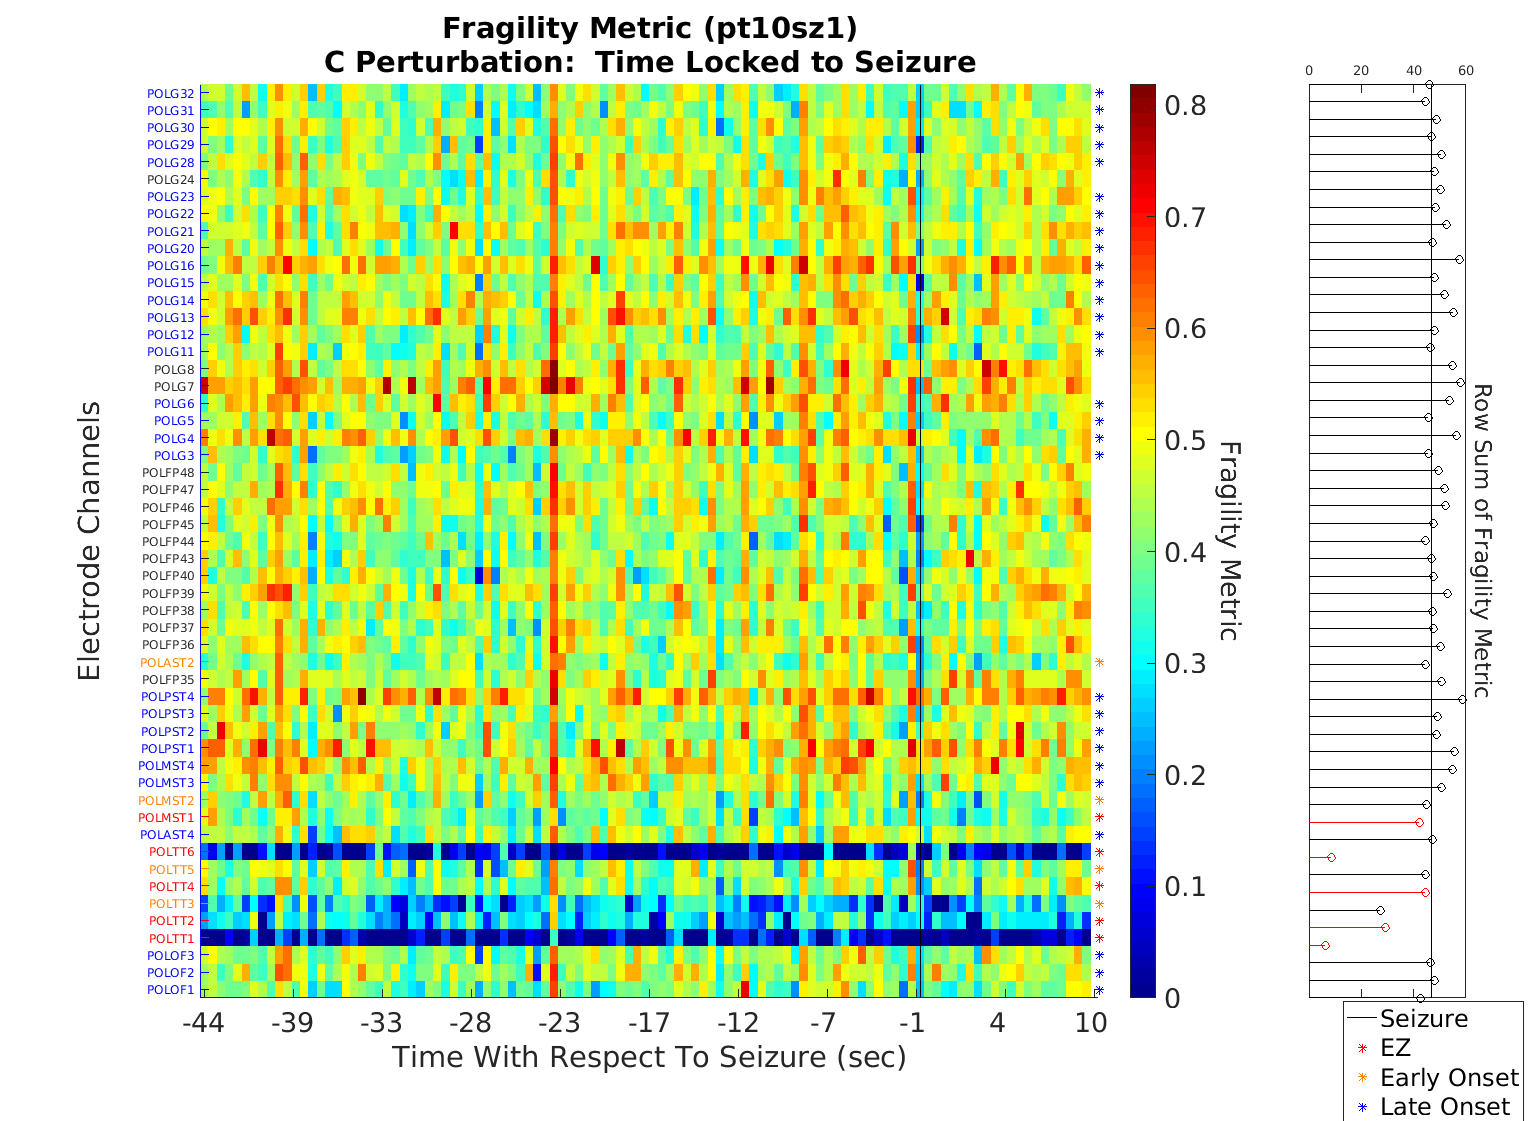 Fragility Metric (pt10sz1)
C Perturbation:  Time Locked to Seizure
Electrode Channels
POLG32
POLG31
POLG30
POLG29
POLG28
POLG24
POLG23
POLG22
POLG21
POLG20
POLG16
POLG15
POLG14
POLG13
POLG12
POLG11
POLG8
POLG7
POLG6
POLG5
POLG4
POLG3
POLFP48
POLFP47
POLFP46
POLFP45
POLFP44
POLFP43
POLFP40
POLFP39
POLFP38
POLFP37
POLFP36
POLAST2
POLFP35
POLPST4
POLPST3
POLPST2
POLPST1
POLMST4
POLMST3
POLMST2
POLMST1
POLAST4
POLTT6
POLTT5
POLTT4
POLTT3
POLTT2
POLTT1
POLOF3
POLOF2
POLOF1
-44 -39 -33 -28 -23 -17 -12 -7 -1 4 10
Time With Respect To Seizure (sec)
0.8
0.7
0.6
0.5
0.4
0.3
0.2
0.1
0
Fragility Metric
0 20 40 60
Row Sum of Fragility Metric
Seizure
EZ
Early Onset
Late Onset